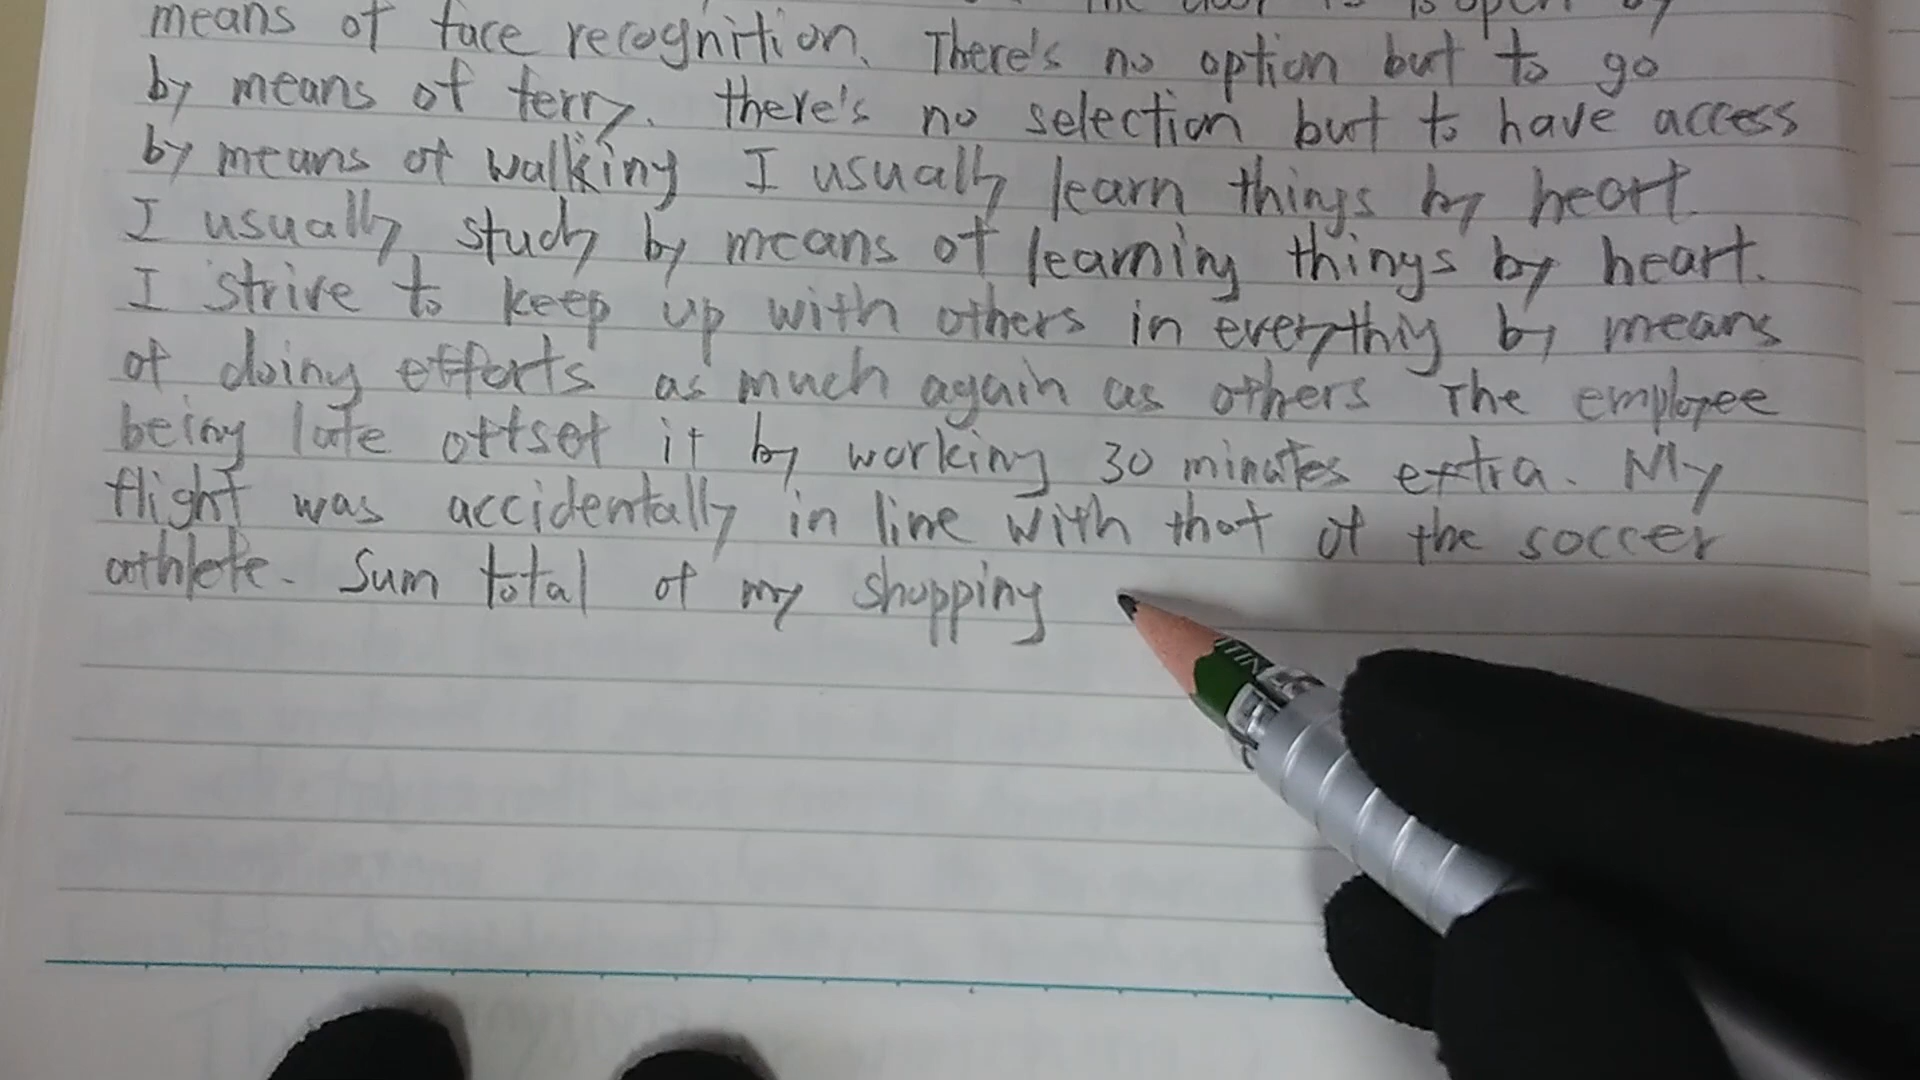 is open by
means of face recognition. There's no option but to go
by means of ferry. there's no selection but to have access
by means of walking I usually learn things by heart.
I usually study by means of learning things by heart.
I strive to keep up with others in everythiy by means
of doing efforts as much again as others The employee
being late offset it by working 30 minutes extra. My
flight was accidentally in line with that of the soccer
athlete. Sum total of my shopping